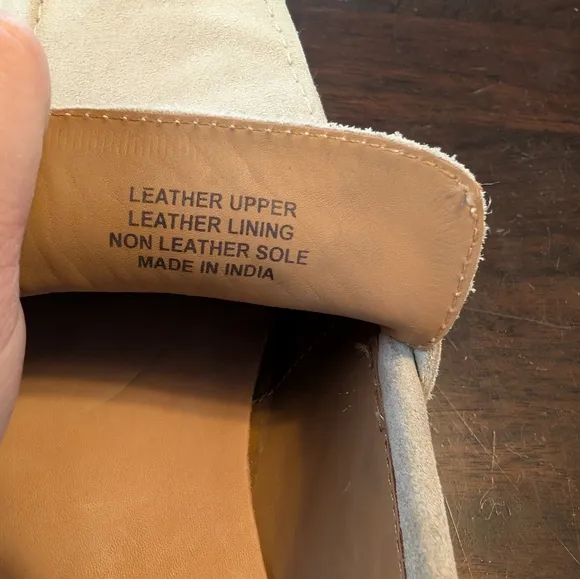 LEATHER UPPER
LEATHER LINING
NON LEATHER SOLE
MADE IN INDIA